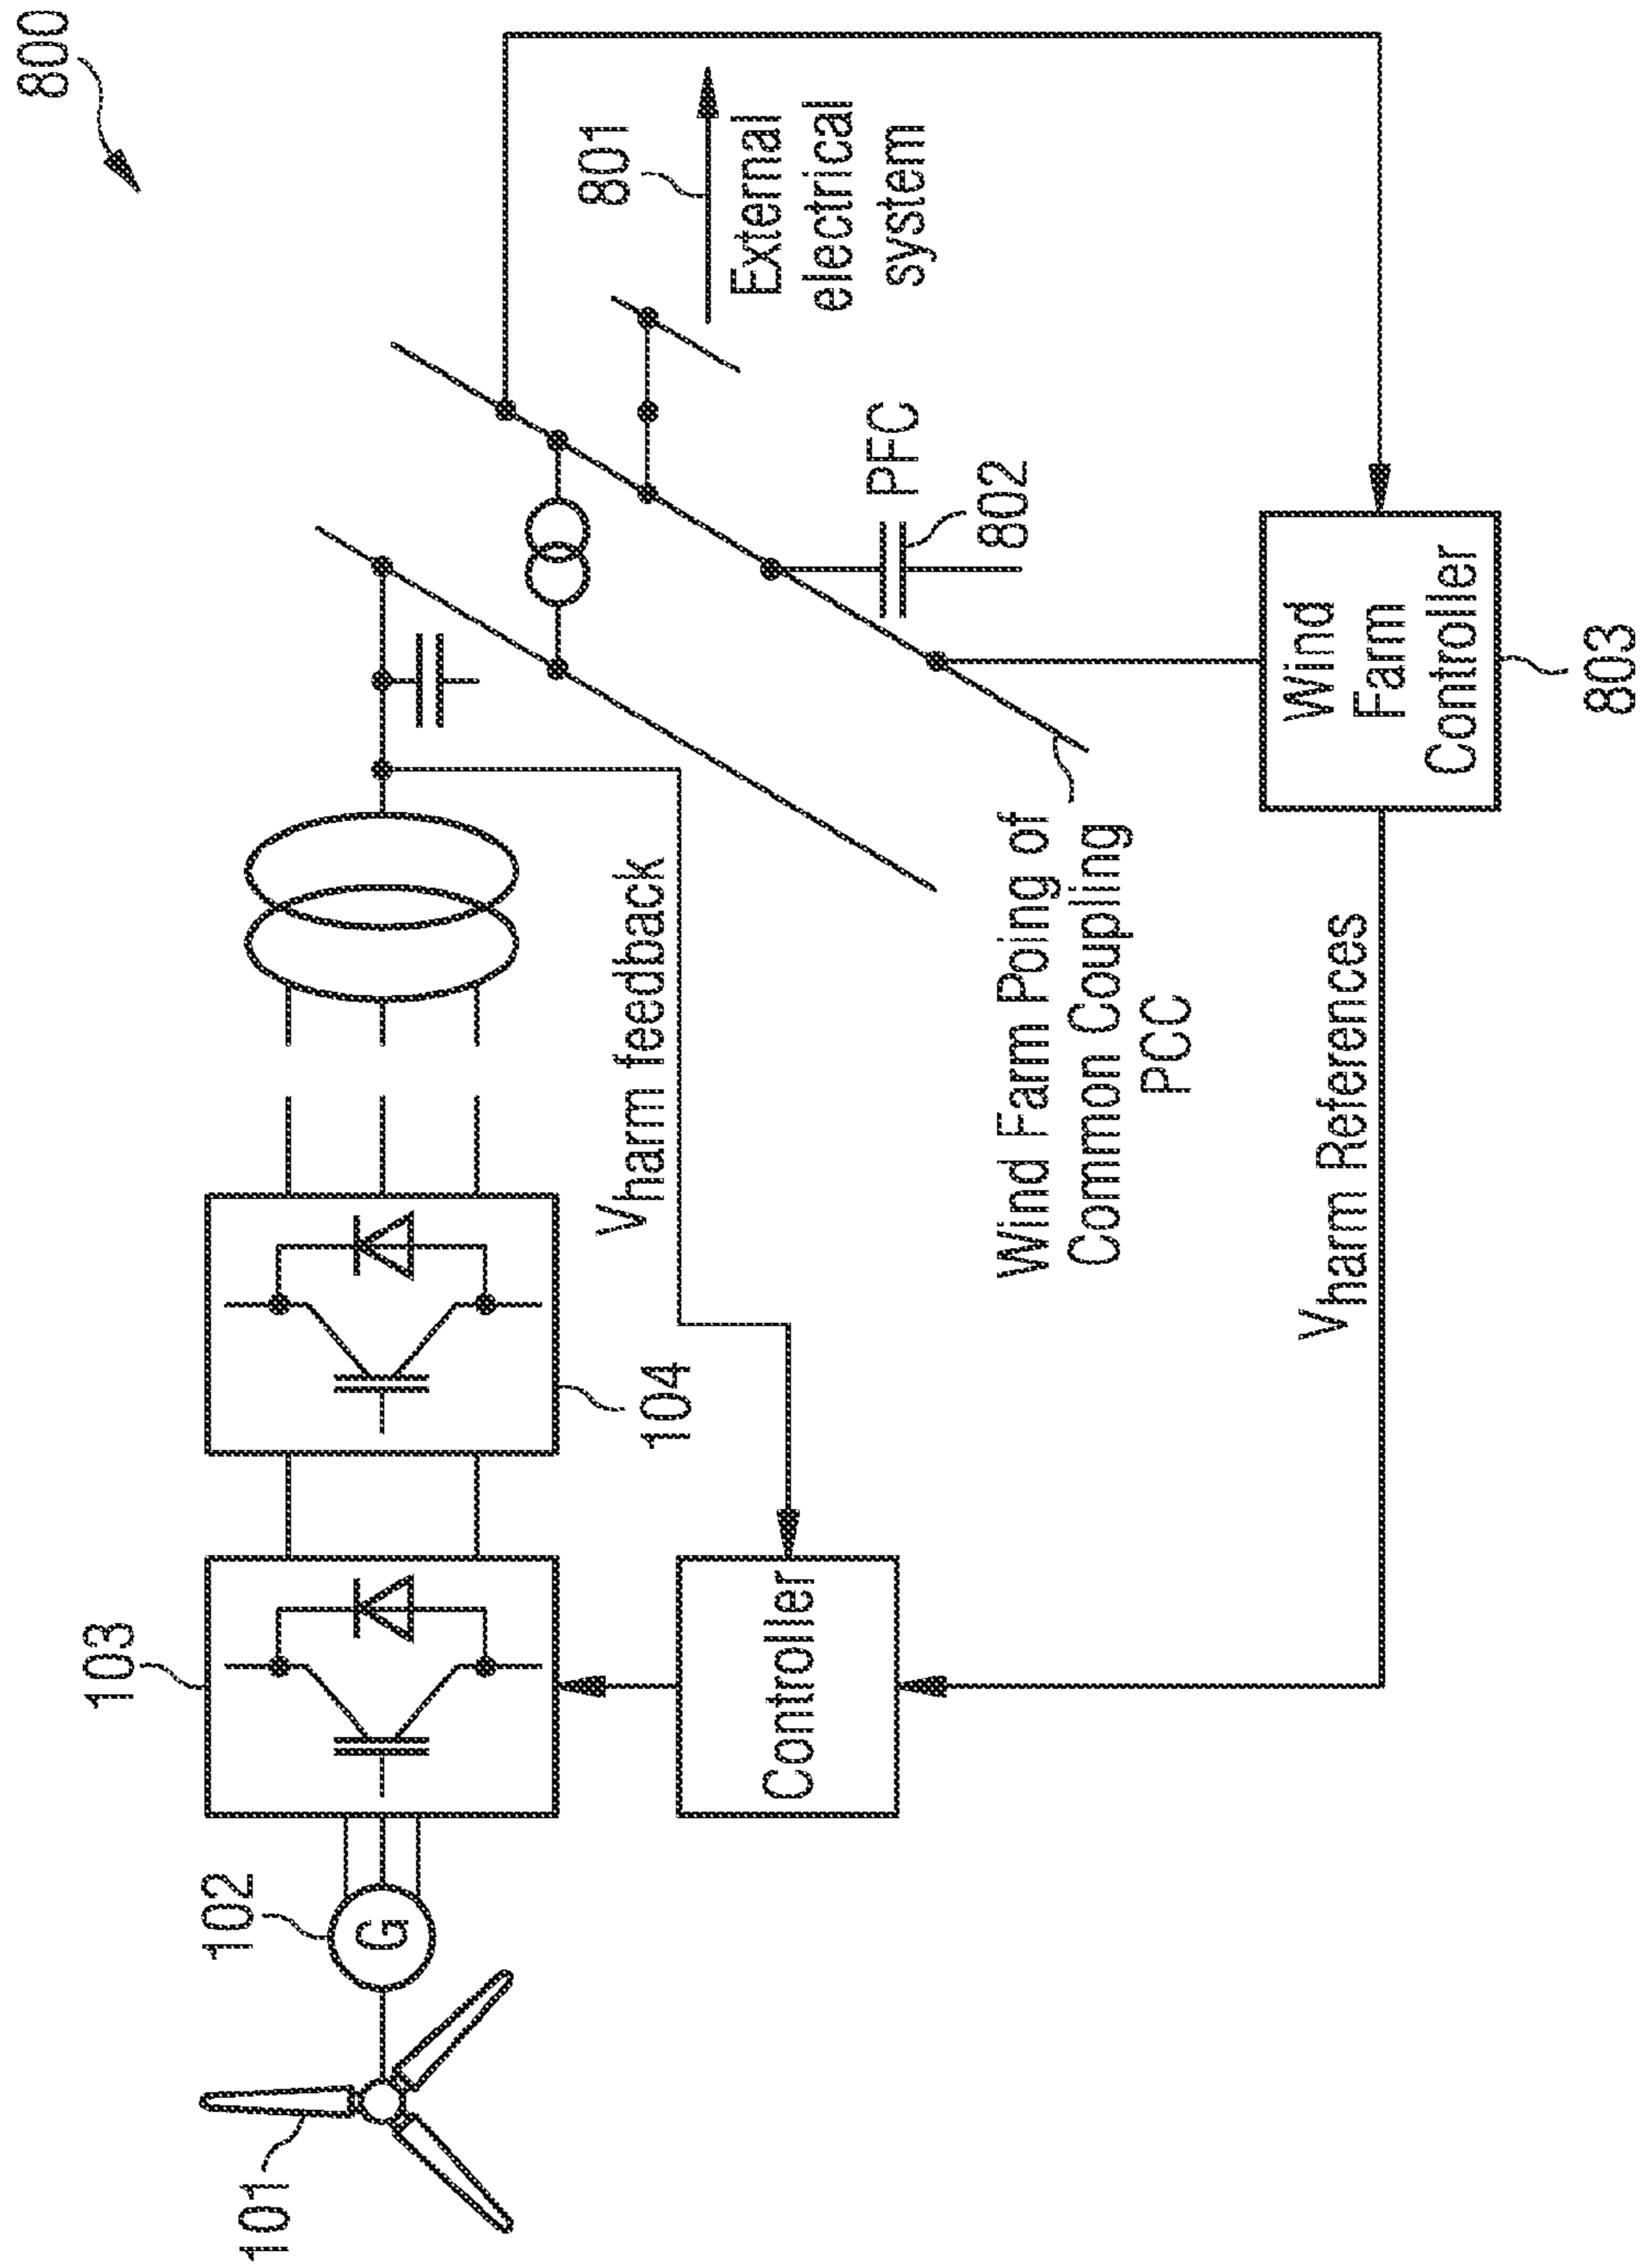 800
801
External
electrical
system
PFC
802
Wind
Farm
Controller
803
Wind Farm Poing of
Common Coupling
PCC
Vharm feedback
Vharm References
104
103
Controller
102
G
101